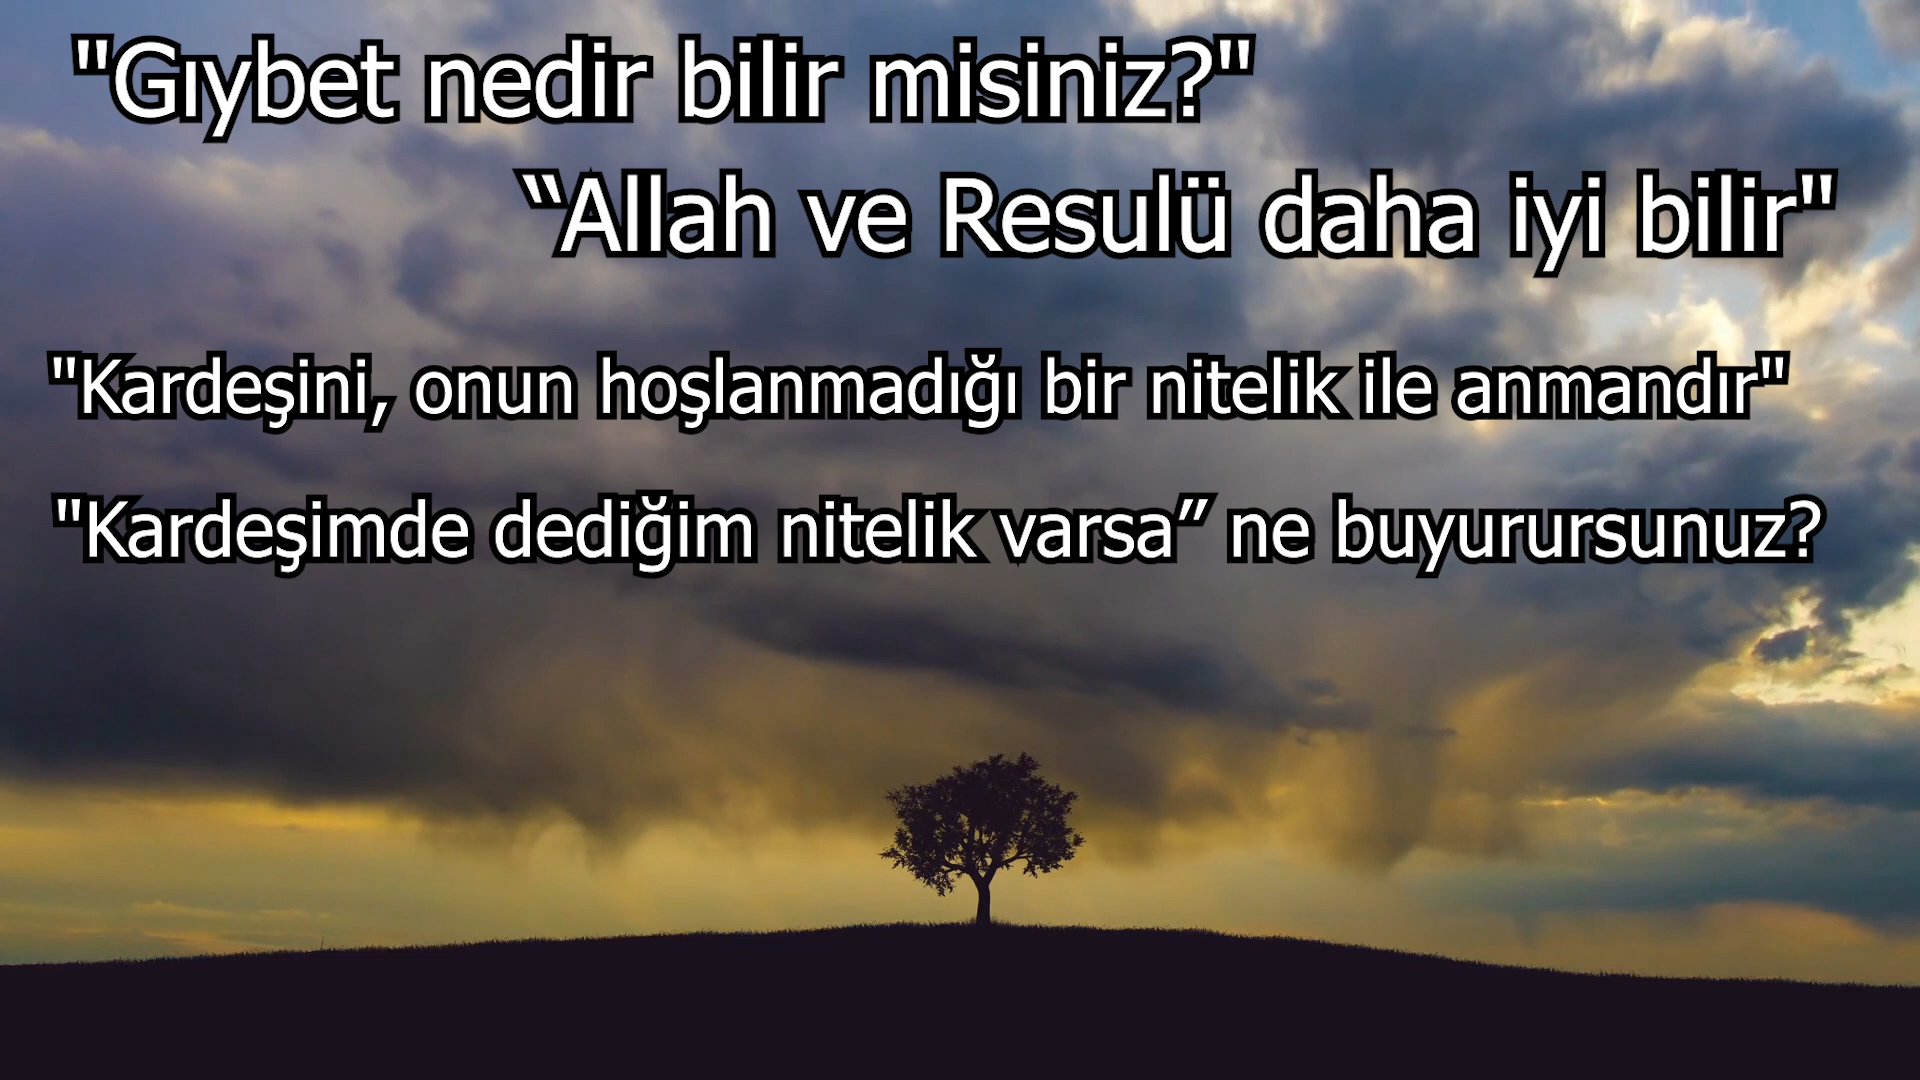 "Gıybet nedir bilir misiniz?"
“Allah ve Resulü daha iyi bilir"
"Kardeşini, onun hoşlanmadığı bir nitelik ile anmandır"
"Kardeşimde dediğim nitelik varsa” ne buyurursunuz?